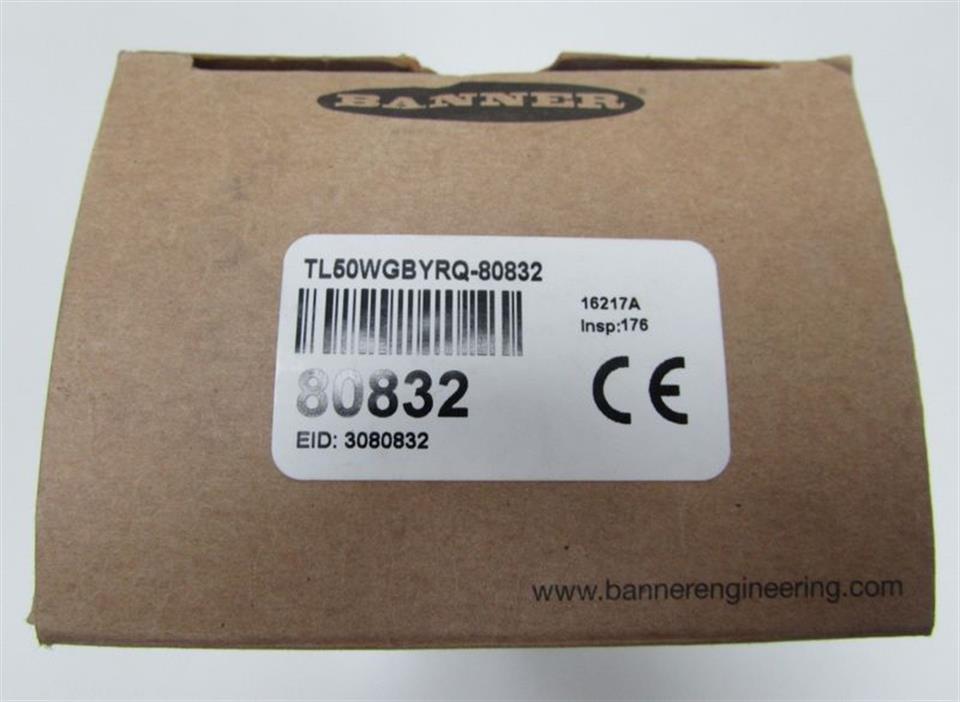 BANNER
TL50WGBYRQ-80832
16217A
Insp:176
80832
CE
EID: 3080832
www.bannerengineering.com